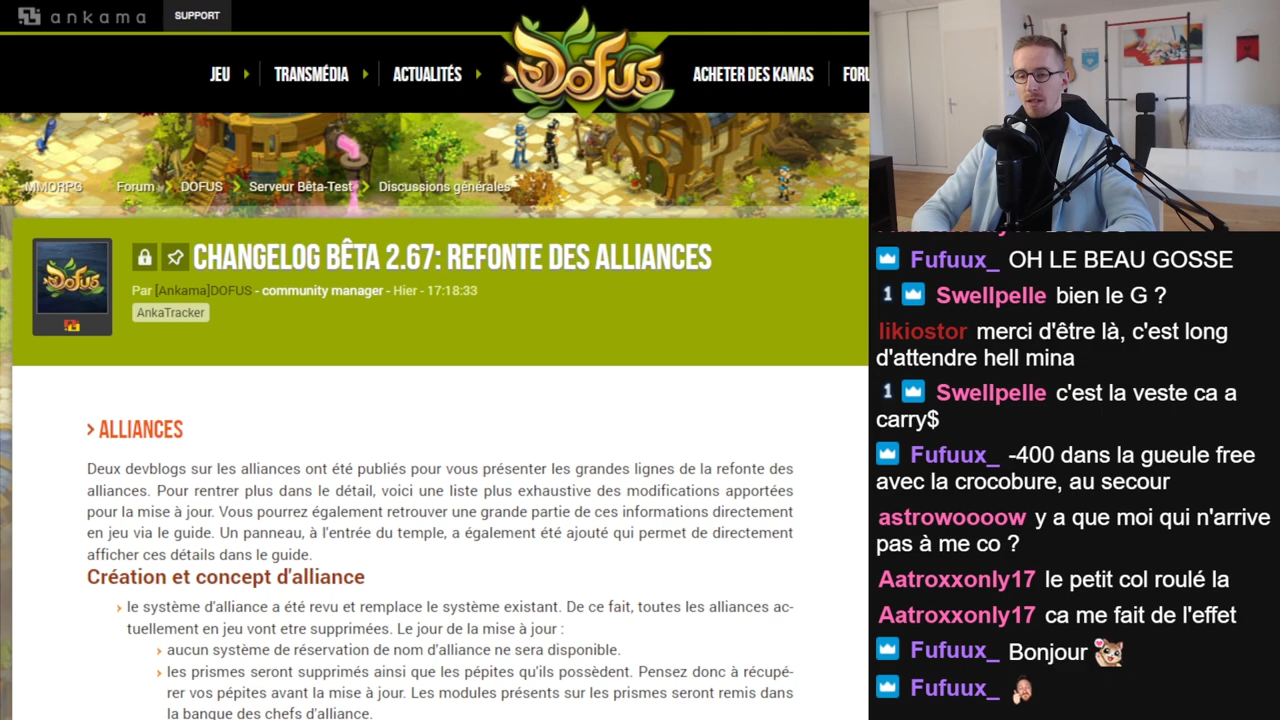 ankama
SUPPORT
JEU
TRANSMÉDIA
ACTUALITÉS
DOFUS
ACHETER DES KAMAS
FORU
MMORPG
Forum
DOFUS
Serveur Bêta-Test
Discussions générales
DOFUS
CHANGELOG BÊTA 2.67: REFONTE DES ALLIANCES
Par [Ankama]DOFUS - community manager - Hier - 17:18:33
AnkaTracker
ALLIANCES
Deux devblogs sur les alliances ont été publiés pour vous présenter les grandes lignes de la refonte des
alliances. Pour rentrer plus dans le détail, voici une liste plus exhaustive des modifications apportées
pour la mise à jour. Vous pourrez également retrouver une grande partie de ces informations directement
en jeu via le guide. Un panneau, à l'entrée du temple, a également été ajouté qui permet de directement
afficher ces détails dans le guide.
Création et concept d'alliance
le système d'alliance a été revu et remplace le système existant. De ce fait, toutes les alliances ac-
tuellement en jeu vont etre supprimées. Le jour de la mise à jour :
aucun système de réservation de nom d'alliance ne sera disponible.
les prismes seront supprimés ainsi que les pépites qu'ils possèdent. Pensez donc à récupé-
rer vos pépites avant la mise à jour. Les modules présents sur les prismes seront remis dans
la banque des chefs d'alliance.
Fufuux_ OH LE BEAU GOSSE
1 Swellpelle bien le G ?
likiostor merci d'être là, c'est long
d'attendre hell mina
1 Swellpelle c'est la veste ca a
carry$
Fufuux_ -400 dans la gueule free
avec la crocobure, au secour
astrowoooow y a que moi qui n'arrive
pas à me co ?
Aatroxxonly17 le petit col roulé la
Aatroxxonly17 ca me fait de l'effet
Fufuux_ Bonjour
Fufuux_